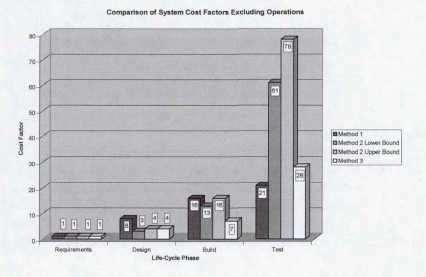 Comparison of System Cost Factors Excluding Operations
Cost Factor
80
70
60
50
40
30
20
10
0
1 1 1 1
8 3 4 4
16 13 16 7
21 61 78 28
Requirements Design Build Test
Life-Cycle Phase
Method 1
Method 2 Lower Bound
Method 2 Upper Bound
Method 3